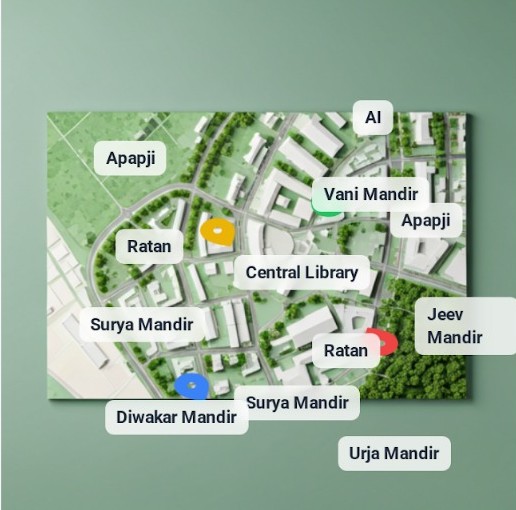 AI
Apapji
Vani Mandir
Apapji
Ratan
Central Library
Jeev
Mandir
Surya Mandir
Ratan
Surya Mandir
Diwakar Mandir
Urja Mandir